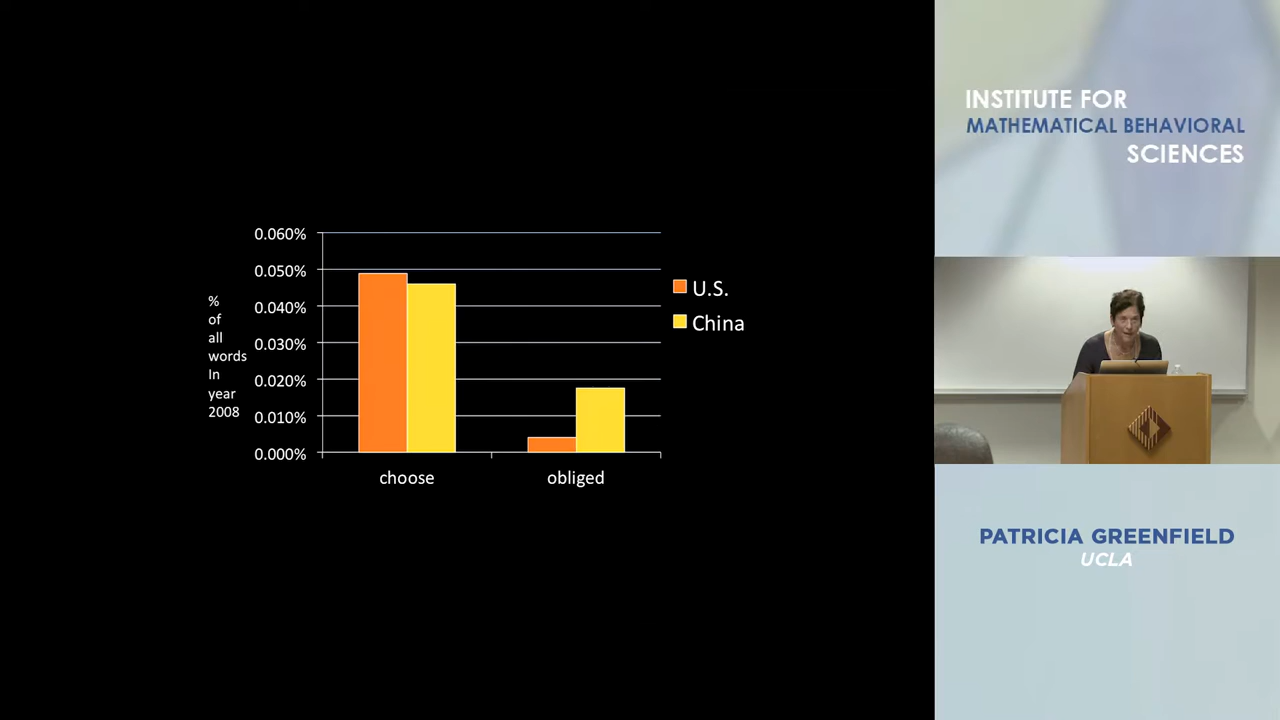 0.060%
0.050%
0.040%
0.030%
0.020%
0.010%
0.000%
%
of
all
words
In
year
2008
choose
obliged
U.S.
China
INSTITUTE FOR
MATHEMATICAL BEHAVIORAL
SCIENCES
PATRICIA GREENFIELD
UCLA